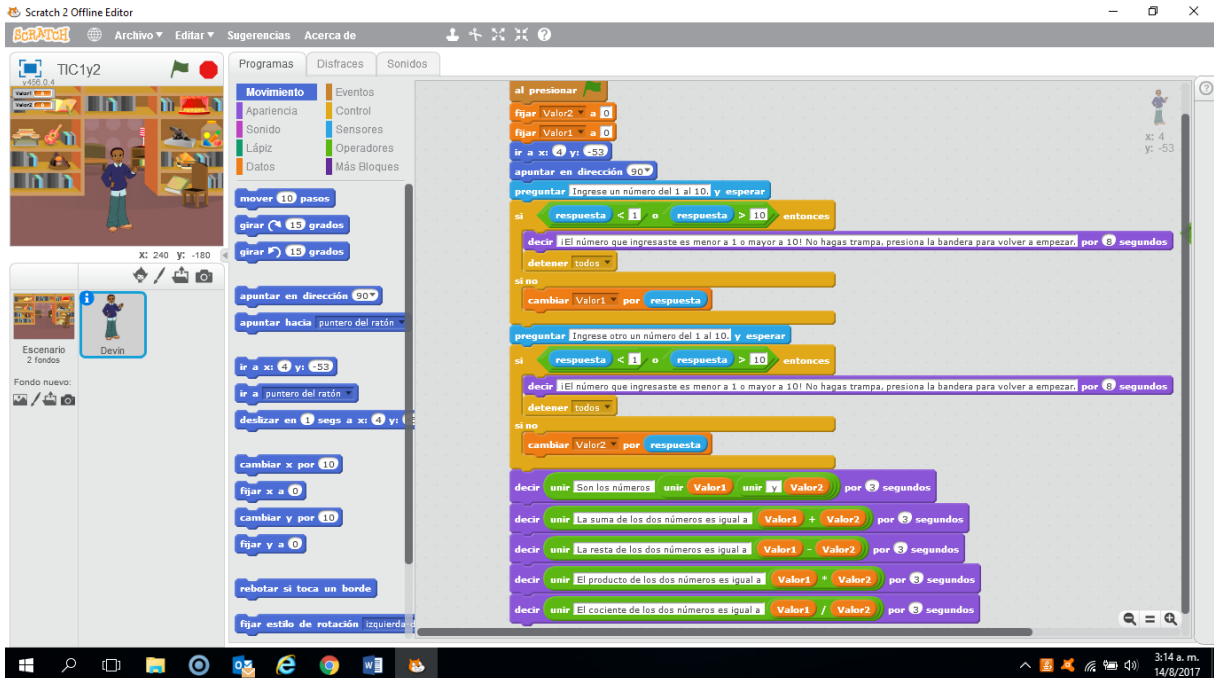 Scratch 2 Offline Editor
SCRATCH Archivo Editar Sugerencias Acerca de
TIC1y2
v456.0.4
Valor1
Valor2
X: 240 Y: -180
Escenario
2 fondos
Devin
Fondo nuevo:
Programas Disfraces Sonidos
Movimiento Eventos
Apariencia Control
Sonido Sensores
Lápiz Operadores
Datos Más Bloques
mover 10 pasos
girar 15 grados
girar 15 grados
apuntar en dirección 90
apuntar hacia puntero del ratón
ir a x: 4 y: -53
ir a puntero del ratón
deslizar en 1 segs a x: 4 y:
cambiar x por 10
fijar x a 0
cambiar y por 10
fijar y a 0
rebotar si toca un borde
fijar estilo de rotación izquierda-d
al presionar
fijar Valor2 a 0
fijar Valor1 a 0
ir a x: 4 y: -53
apuntar en dirección 90
preguntar Ingrese un número del 1 al 10. y esperar
si respuesta < 1 o respuesta > 10 entonces
decir ¡El número que ingresaste es menor a 1 o mayor a 10! No hagas trampa, presiona la bandera para volver a empezar. por 8 segundos
detener todos
si no
cambiar Valor1 por respuesta
preguntar Ingrese otro un número del 1 al 10. y esperar
si respuesta < 1 o respuesta > 10 entonces
decir ¡El número que ingresaste es menor a 1 o mayor a 10! No hagas trampa, presiona la bandera para volver a empezar. por 8 segundos
detener todos
si no
cambiar Valor2 por respuesta
decir unir Son los números unir Valor1 unir y Valor2 por 3 segundos
decir unir La suma de los dos números es igual a Valor1 + Valor2 por 3 segundos
decir unir La resta de los dos números es igual a Valor1 - Valor2 por 3 segundos
decir unir El producto de los dos números es igual a Valor1 * Valor2 por 3 segundos
decir unir El cociente de los dos números es igual a Valor1 / Valor2 por 3 segundos
x: 4
y: -53
3:14 a. m.
14/8/2017